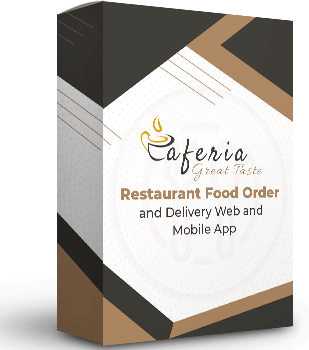 Caferia
Great Taste
Restaurant Food Order
and Delivery Web and
Mobile App